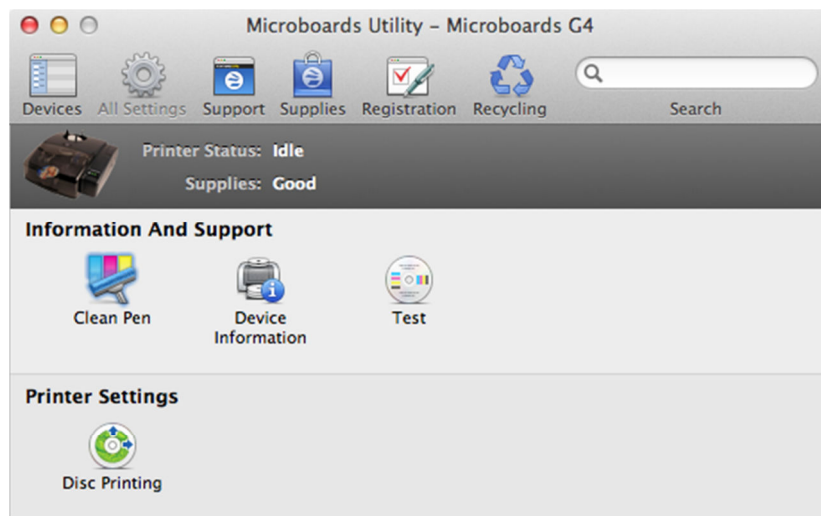 Microboards Utility – Microboards G4
Devices All Settings Support Supplies Registration Recycling Search
Printer Status: Idle
Supplies: Good
Information And Support
Clean Pen Device Information Test
Printer Settings
Disc Printing